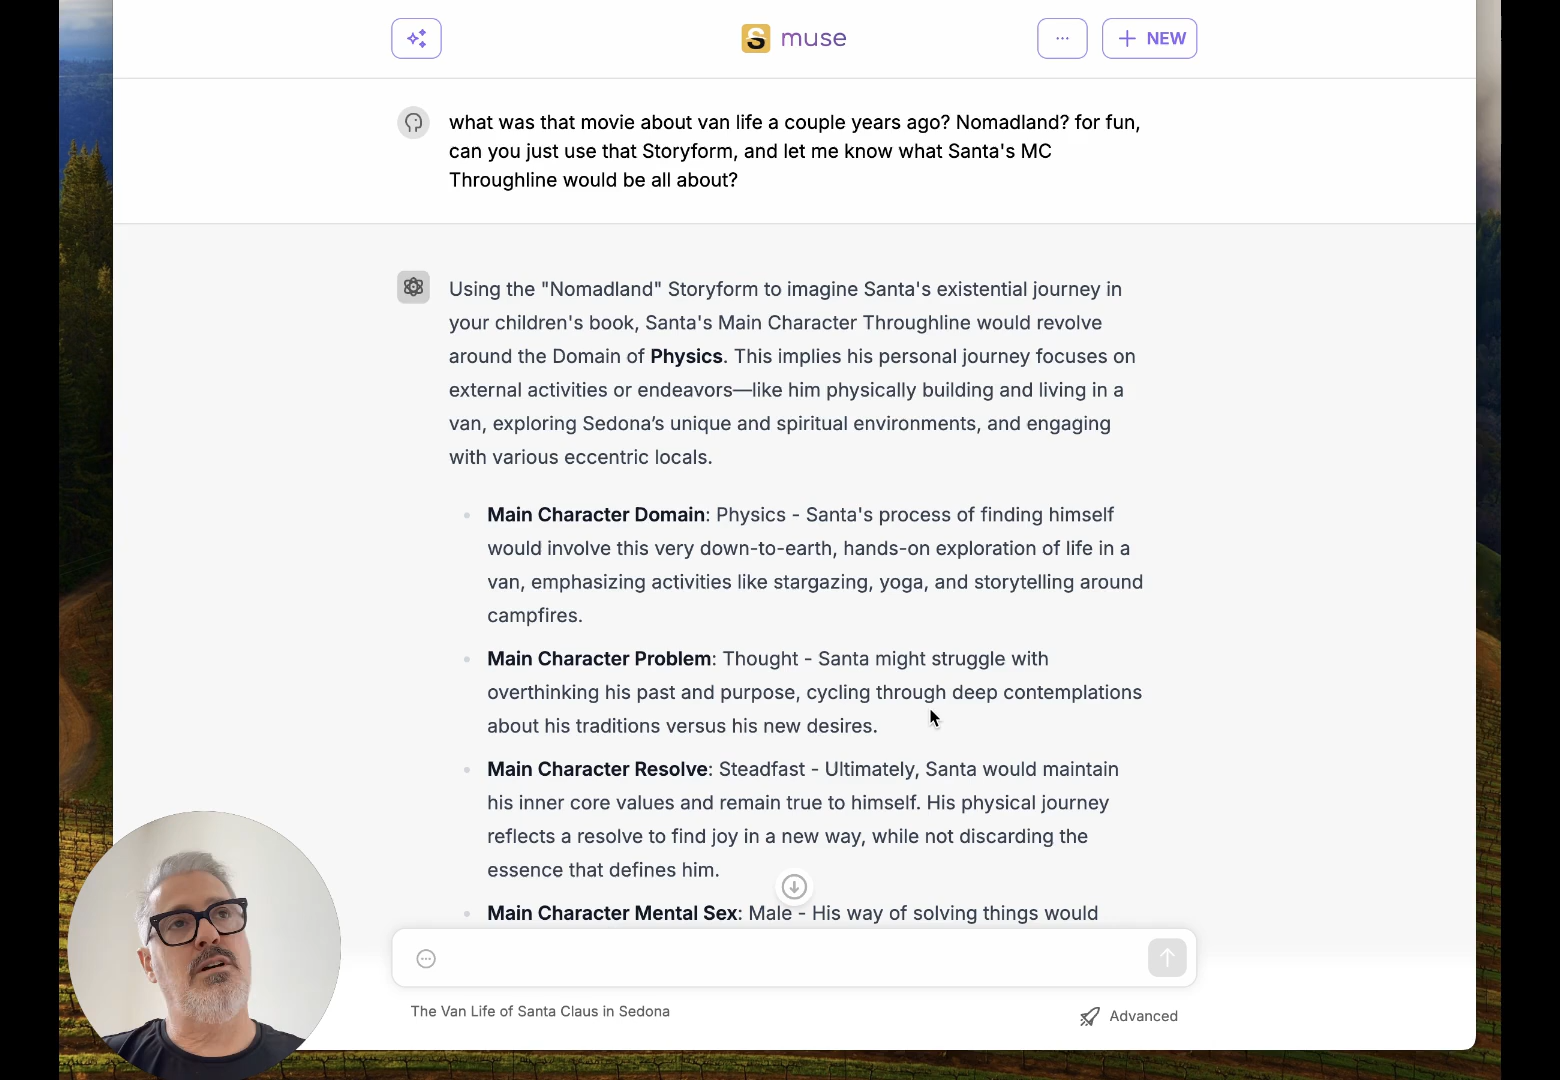 S muse
+ NEW
what was that movie about van life a couple years ago? Nomadland? for fun,
can you just use that Storyform, and let me know what Santa's MC
Throughline would be all about?
Using the "Nomadland" Storyform to imagine Santa's existential journey in
your children's book, Santa's Main Character Throughline would revolve
around the Domain of Physics. This implies his personal journey focuses on
external activities or endeavors—like him physically building and living in a
van, exploring Sedona’s unique and spiritual environments, and engaging
with various eccentric locals.
Main Character Domain: Physics - Santa's process of finding himself
would involve this very down-to-earth, hands-on exploration of life in a
van, emphasizing activities like stargazing, yoga, and storytelling around
campfires.
Main Character Problem: Thought - Santa might struggle with
overthinking his past and purpose, cycling through deep contemplations
about his traditions versus his new desires.
Main Character Resolve: Steadfast - Ultimately, Santa would maintain
his inner core values and remain true to himself. His physical journey
reflects a resolve to find joy in a new way, while not discarding the
essence that defines him.
Main Character Mental Sex: Male - His way of solving things would
The Van Life of Santa Claus in Sedona
Advanced